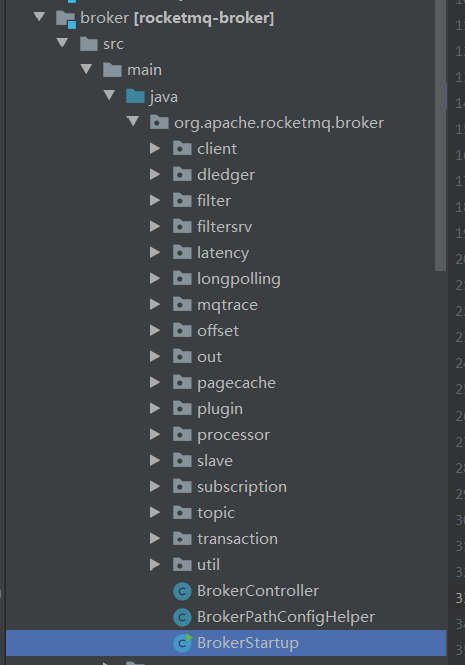 broker [rocketmq-broker]
src
main
java
org.apache.rocketmq.broker
client
dledger
filter
filtersrv
latency
longpolling
mqtrace
offset
out
pagecache
plugin
processor
slave
subscription
topic
transaction
util
BrokerController
BrokerPathConfigHelper
BrokerStartup